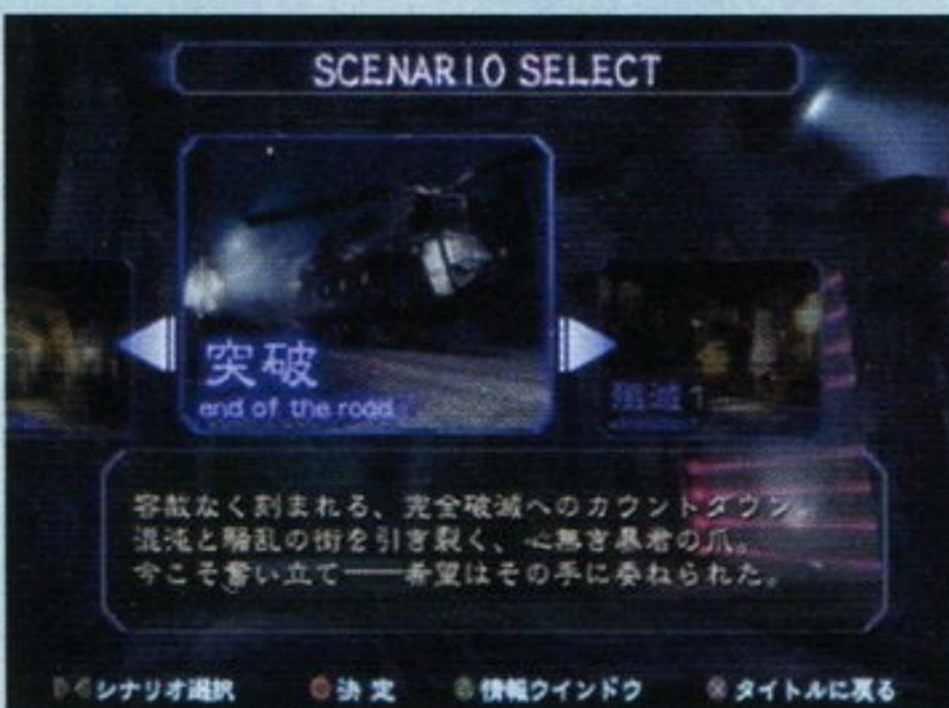 SCENARIO SELECT
突破
end of the road
殲滅1
容赦なく刻まれる、完全破滅へのカウントダウン。
混沌と騒乱の街を引き裂く、心無き暴君の爪。
今こそ奮い立て――希望はその手に委ねられた。
シナリオ選択
決定
情報ウインドウ
タイトルに戻る